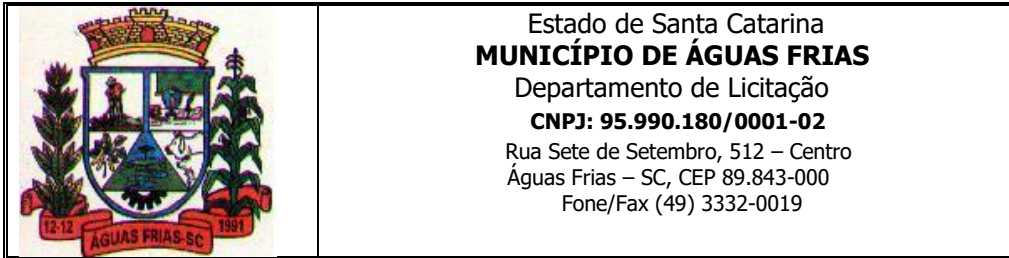 12-12
ÁGUAS FRIAS-SC
1991
Estado de Santa Catarina
MUNICÍPIO DE ÁGUAS FRIAS
Departamento de Licitação
CNPJ: 95.990.180/0001-02
Rua Sete de Setembro, 512 – Centro
Águas Frias – SC, CEP 89.843-000
Fone/Fax (49) 3332-0019